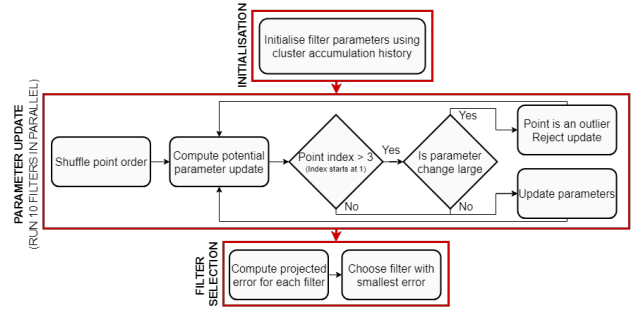 INITIALISATION
Initialise filter parameters using
cluster accumulation history
PARAMETER UPDATE
(RUN 10 FILTERS IN PARALLEL)
Shuffle point order
Compute potential
parameter update
Point index > 3
(Index starts at 1)
Yes
No
Is parameter
change large
Yes
No
Point is an outlier
Reject update
Update parameters
FILTER
SELECTION
Compute projected
error for each filter
Choose filter with
smallest error